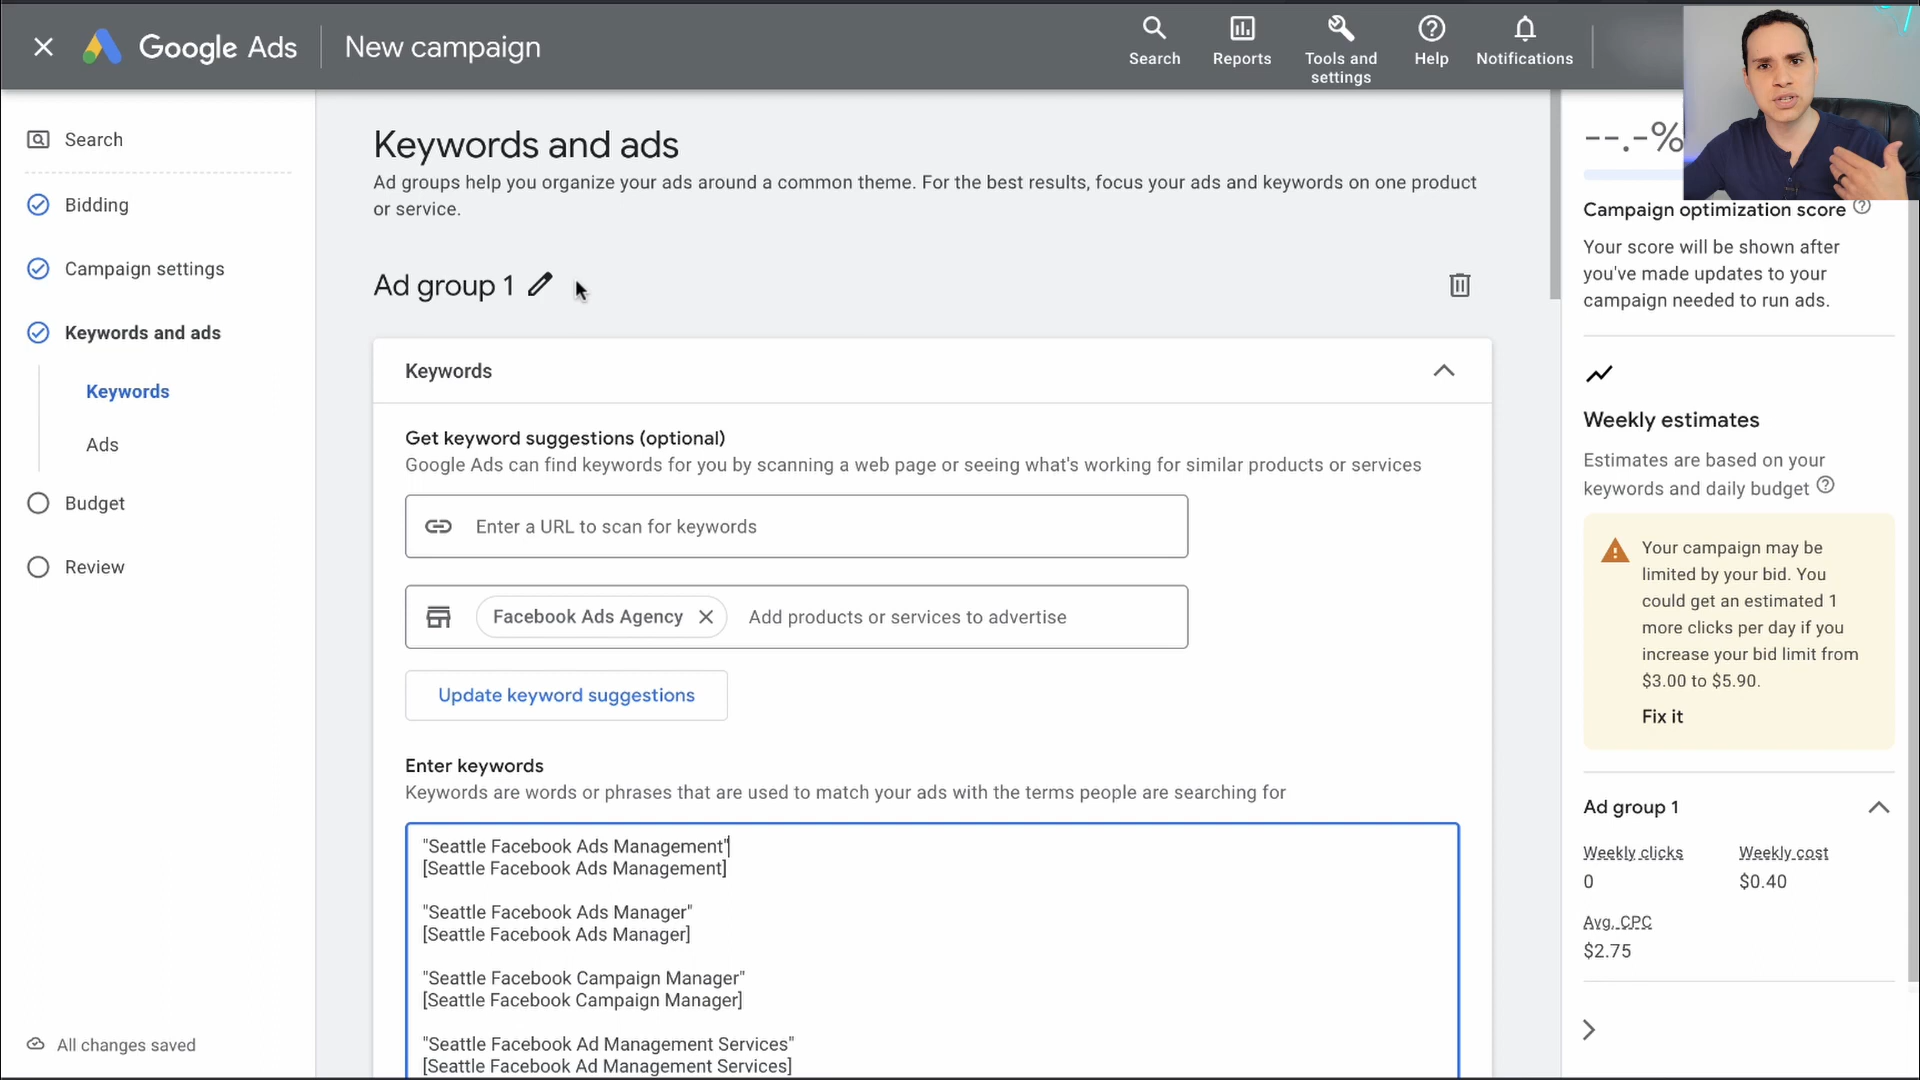 Google Ads
New campaign
Search
Reports
Tools and
settings
Help
Notifications
Search
Bidding
Campaign settings
Keywords and ads
Keywords
Ads
Budget
Review
All changes saved
Keywords and ads
Ad groups help you organize your ads around a common theme. For the best results, focus your ads and keywords on one product
or service.
Ad group 1
Keywords
Get keyword suggestions (optional)
Google Ads can find keywords for you by scanning a web page or seeing what's working for similar products or services
Enter a URL to scan for keywords
Facebook Ads Agency
Add products or services to advertise
Update keyword suggestions
Enter keywords
Keywords are words or phrases that are used to match your ads with the terms people are searching for
"Seattle Facebook Ads Management"
[Seattle Facebook Ads Management]
"Seattle Facebook Ads Manager"
[Seattle Facebook Ads Manager]
"Seattle Facebook Campaign Manager"
[Seattle Facebook Campaign Manager]
"Seattle Facebook Ad Management Services"
[Seattle Facebook Ad Management Services]
--.-%
Campaign optimization score
Your score will be shown after
you've made updates to your
campaign needed to run ads.
Weekly estimates
Estimates are based on your
keywords and daily budget
Your campaign may be
limited by your bid. You
could get an estimated 1
more clicks per day if you
increase your bid limit from
$3.00 to $5.90.
Fix it
Ad group 1
Weekly clicks
Weekly cost
0
$0.40
Avg. CPC
$2.75